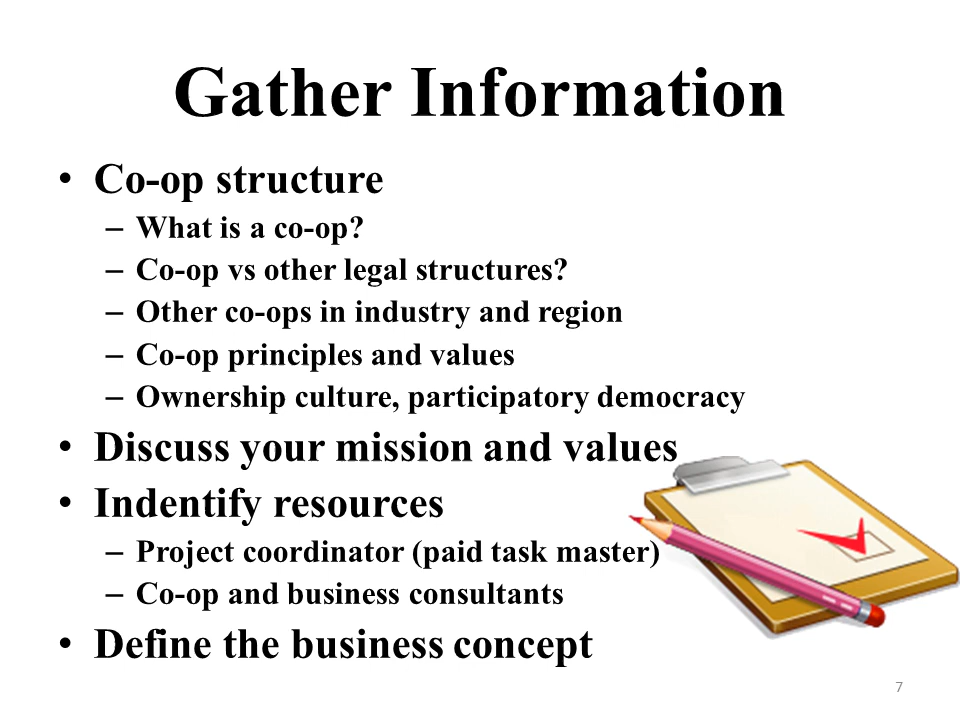 Gather Information
• Co-op structure
– What is a co-op?
– Co-op vs other legal structures?
– Other co-ops in industry and region
– Co-op principles and values
– Ownership culture, participatory democracy
• Discuss your mission and values
• Indentify resources
– Project coordinator (paid task master)
– Co-op and business consultants
• Define the business concept
7